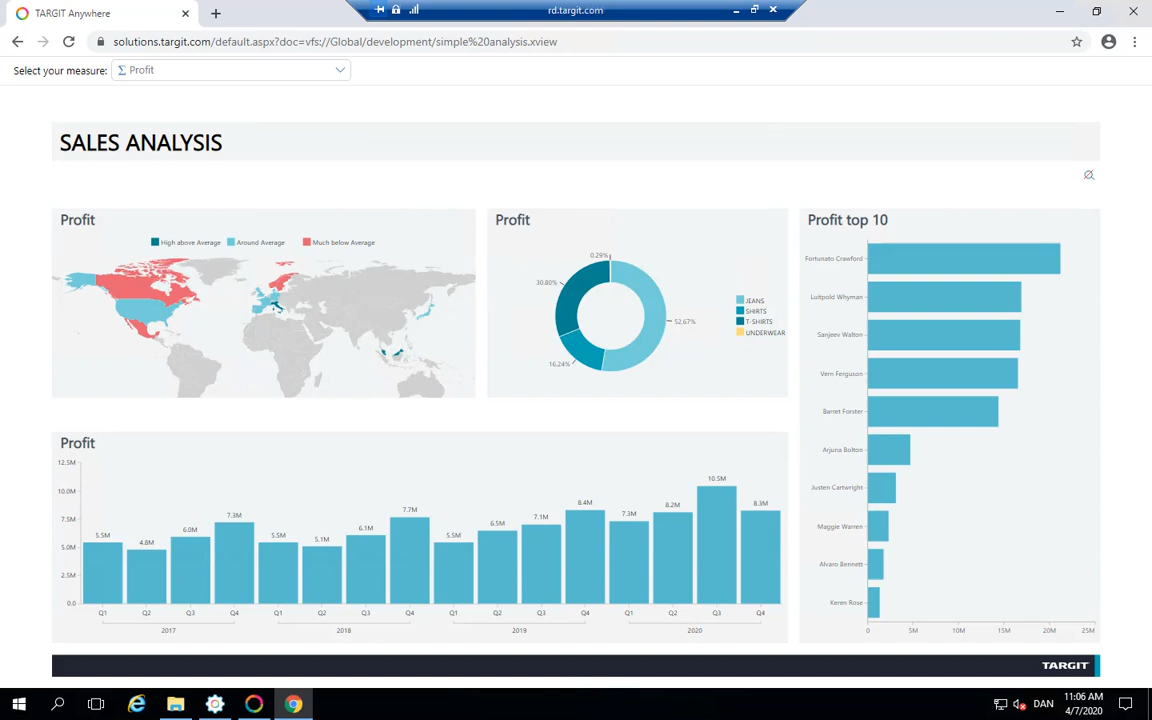 TARGIT Anywhere
rd.targit.com
solutions.targit.com/default.aspx?doc=vfs://Global/development/simple%20analysis.xview
Select your measure: Σ Profit
SALES ANALYSIS
Profit
High above Average Around Average Much below Average
Profit
0.29%
30.80%
52.67%
16.24%
JEANS
SHIRTS
T-SHIRTS
UNDERWEAR
Profit top 10
Fortunato Crawford
Luitpold Whyman
Sanjeev Walton
Vern Ferguson
Barret Forster
Arjuna Bolton
Justen Cartwright
Maggie Warren
Alvaro Bennett
Keren Rose
0 5M 10M 15M 20M 25M
Profit
12.5M
10.0M
7.5M
5.0M
2.5M
0.0
5.5M 4.8M 6.0M 7.3M 5.5M 5.1M 6.1M 7.7M 5.5M 6.5M 7.1M 8.4M 7.3M 8.2M 10.5M 8.3M
Q1 Q2 Q3 Q4 Q1 Q2 Q3 Q4 Q1 Q2 Q3 Q4 Q1 Q2 Q3 Q4
2017 2018 2019 2020
TARGIT
DAN
11:06 AM
4/7/2020